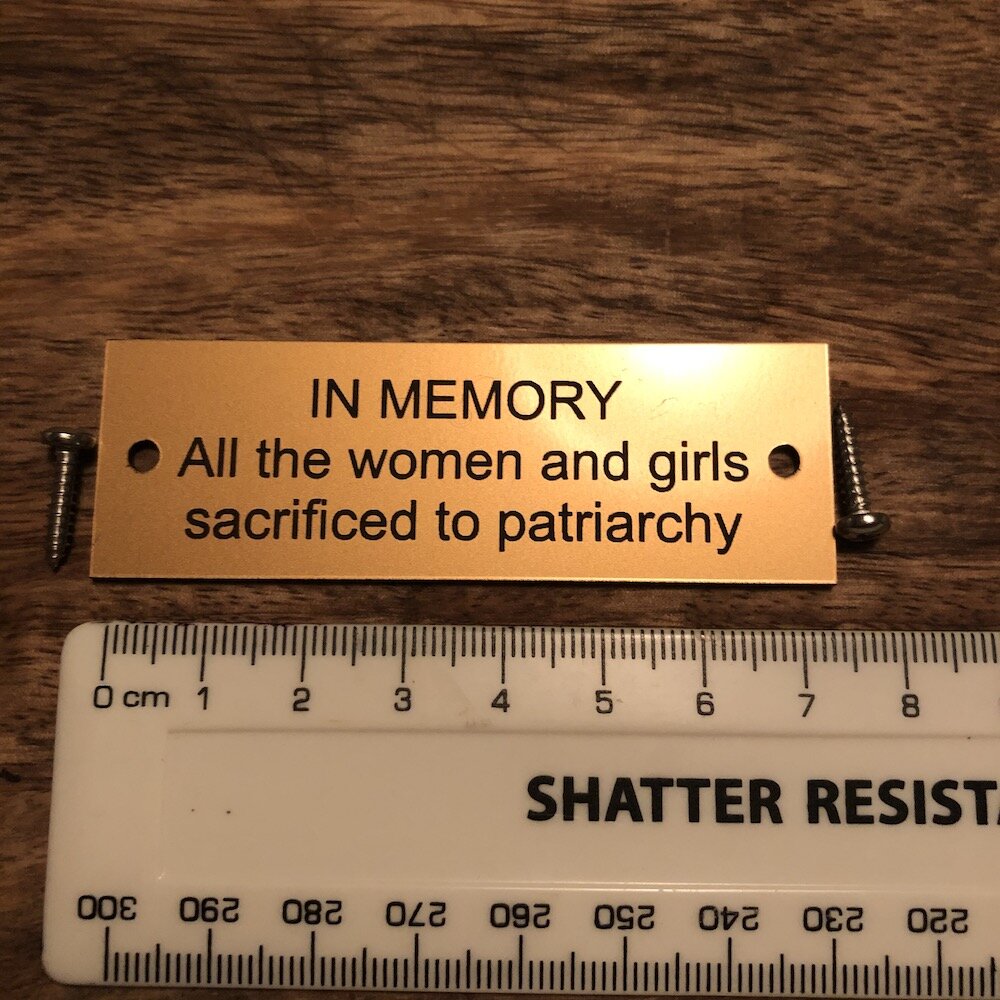 IN MEMORY
All the women and girls
sacrificed to patriarchy
0 cm 1 2 3 4 5 6 7 8
SHATTER RESIST
300 290 280 270 260 250 240 230 220